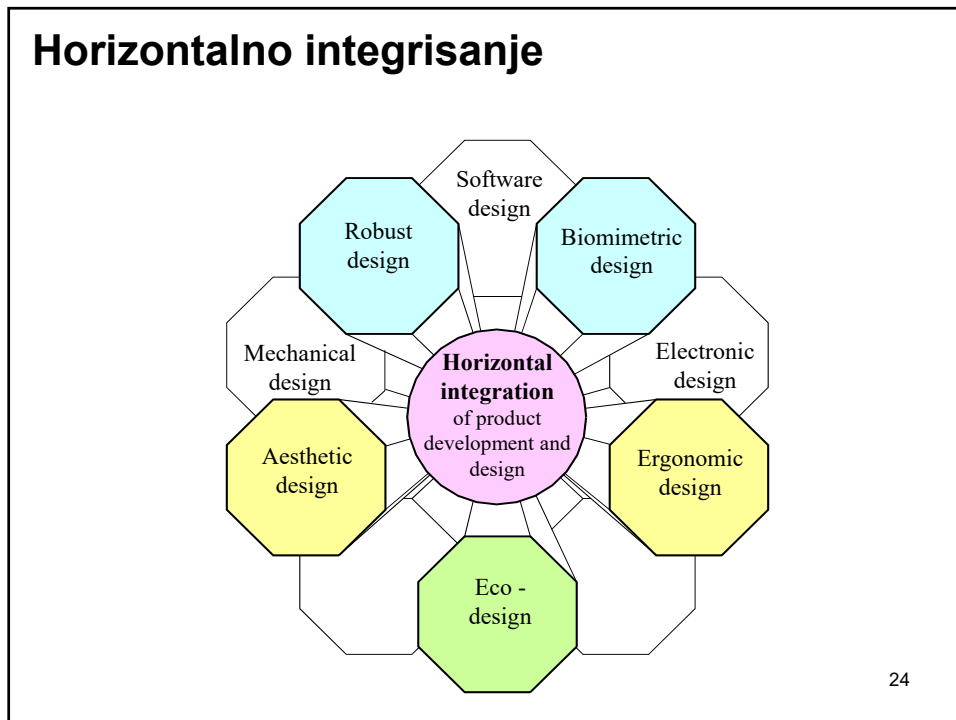 Horizontalno integrisanje
Software
design
Robust
design
Biomimetric
design
Mechanical
design
Horizontal
integration
of product
development and
design
Electronic
design
Aesthetic
design
Ergonomic
design
Eco -
design
24